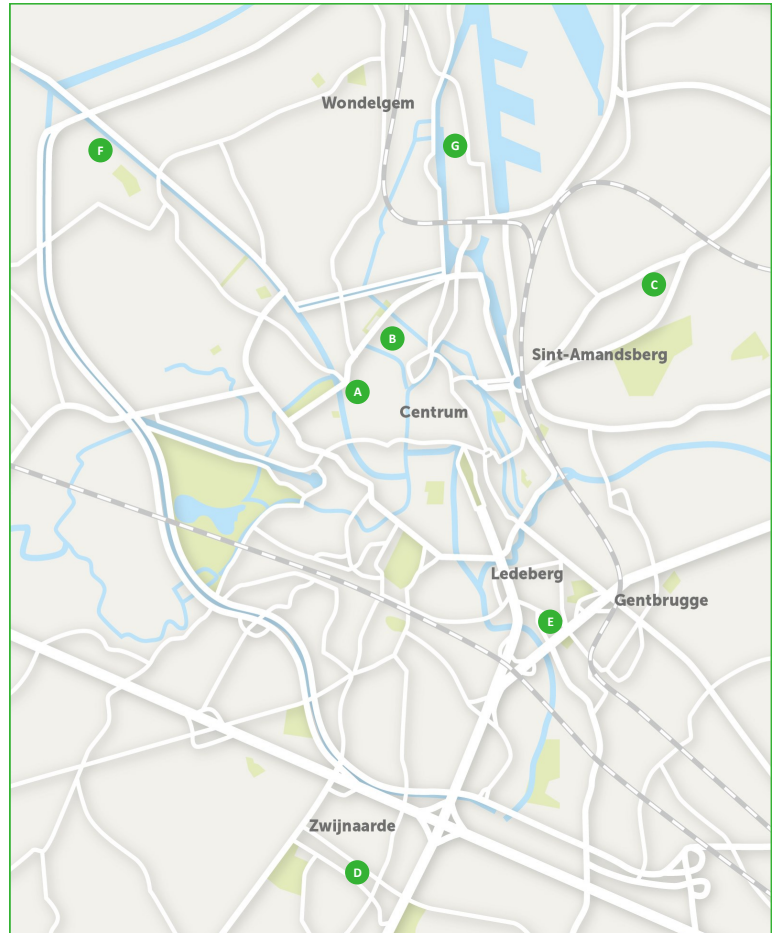 Wondelgem
G
F
C
B
Sint-Amandsberg
A
Centrum
Ledeberg
Gentbrugge
E
Zwijnaarde
D